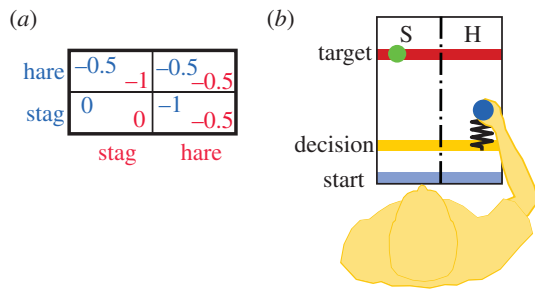 (a)
hare −0.5 −1 −0.5 −0.5
stag 0 0 −1 −0.5
stag hare
(b)
S H
target
decision
start